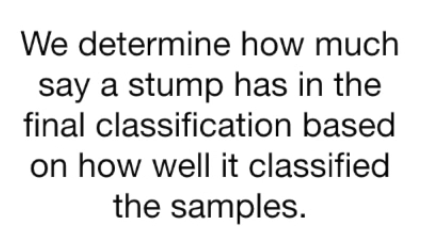 We determine how much
say a stump has in the
final classification based
on how well it classified
the samples.